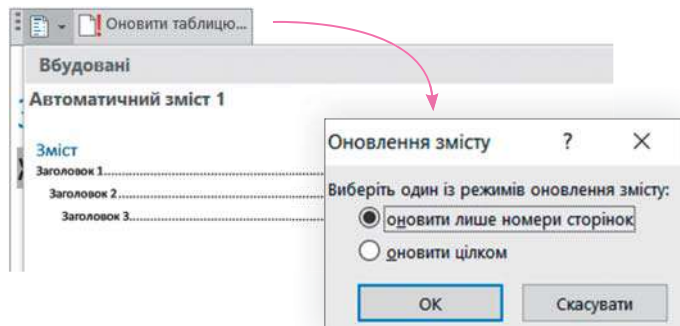 Оновити таблицю...
Вбудовані
Автоматичний зміст 1
Зміст
Заголовок 1
Заголовок 2
Заголовок 3
Оновлення змісту ? ×
Виберіть один із режимів оновлення змісту:
оновити лише номери сторінок
оновити цілком
ОК Скасувати